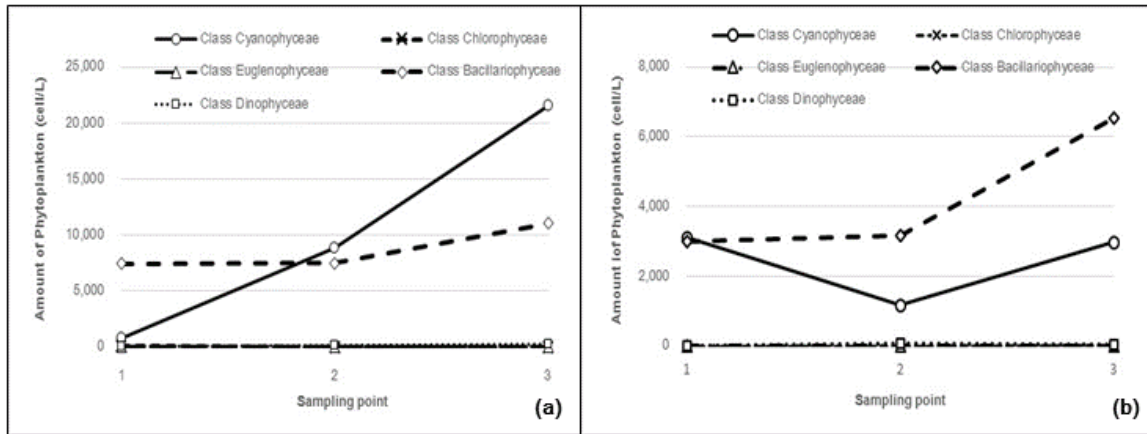 Class Cyanophyceae
Class Chlorophyceae
Class Euglenophyceae
Class Bacillariophyceae
Class Dinophyceae
25,000
20,000
15,000
10,000
5,000
0
1
2
3
Amount of Phytoplankton (cell/L)
Sampling point
(a)
Class Cyanophyceae
Class Chlorophyceae
Class Euglenophyceae
Class Bacillariophyceae
Class Dinophyceae
8,000
6,000
4,000
2,000
0
1
2
3
Amount lof Phytoplankton (cell/L)
Sampling point
(b)